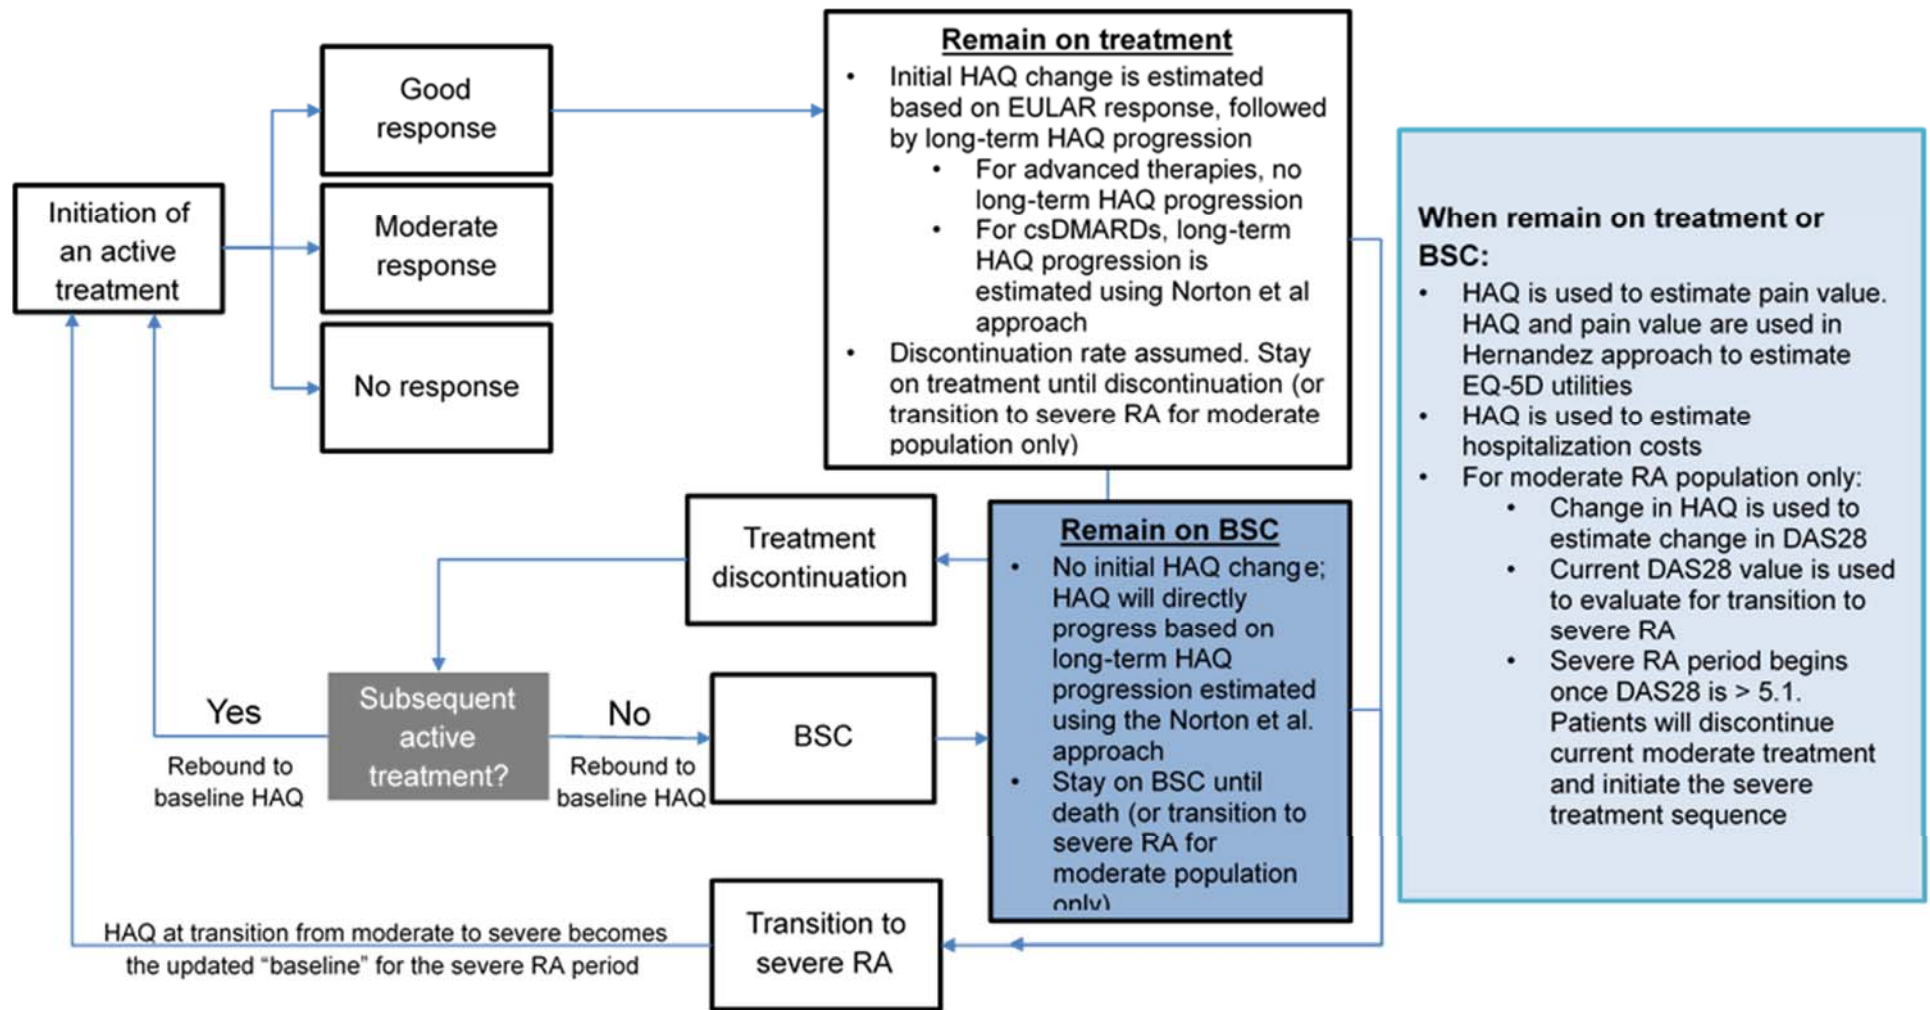 Initiation of
an active
treatment
Good
response
Moderate
response
No response
Remain on treatment
• Initial HAQ change is estimated
based on EULAR response, followed
by long-term HAQ progression
• For advanced therapies, no
long-term HAQ progression
• For csDMARDs, long-term
HAQ progression is
estimated using Norton et al
approach
• Discontinuation rate assumed. Stay
on treatment until discontinuation (or
transition to severe RA for moderate
population only)
Treatment
discontinuation
Subsequent
active
treatment?
Yes
Rebound to
baseline HAQ
No
Rebound to
baseline HAQ
BSC
Remain on BSC
• No initial HAQ change;
HAQ will directly
progress based on
long-term HAQ
progression estimated
using the Norton et al.
approach
• Stay on BSC until
death (or transition to
severe RA for
moderate population
only)
Transition to
severe RA
HAQ at transition from moderate to severe becomes
the updated “baseline” for the severe RA period
When remain on treatment or
BSC:
• HAQ is used to estimate pain value.
HAQ and pain value are used in
Hernandez approach to estimate
EQ-5D utilities
• HAQ is used to estimate
hospitalization costs
• For moderate RA population only:
• Change in HAQ is used to
estimate change in DAS28
• Current DAS28 value is used
to evaluate for transition to
severe RA
• Severe RA period begins
once DAS28 is > 5.1.
Patients will discontinue
current moderate treatment
and initiate the severe
treatment sequence